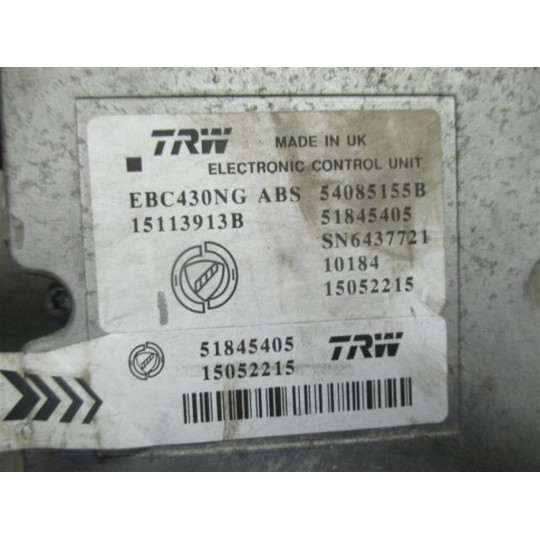 TRW MADE IN UK
ELECTRONIC CONTROL UNIT
EBC430NG ABS 54085155B
15113913B 51845405
SN6437721
10184
15052215
51845405 TRW
15052215